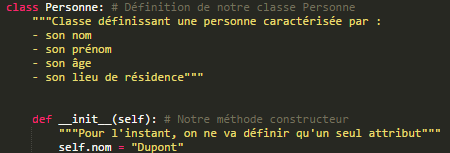 class Personne: # Définition de notre classe Personne
"""Classe définissant une personne caractérisée par :
- son nom
- son prénom
- son âge
- son lieu de résidence"""
def __init__(self): # Notre méthode constructeur
"""Pour l'instant, on ne va définir qu'un seul attribut"""
self.nom = "Dupont"